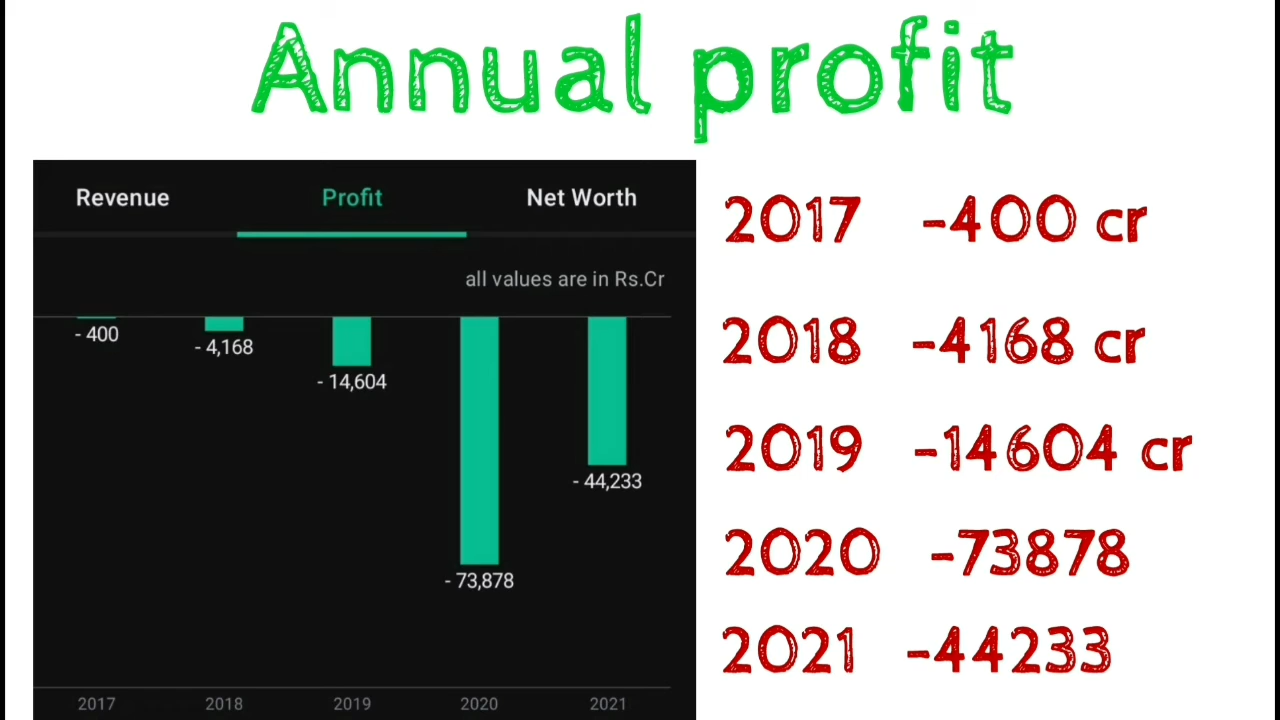 Annual profit
Revenue Profit Net Worth
all values are in Rs.Cr
- 400
- 4,168
- 14,604
- 73,878
- 44,233
2017 2018 2019 2020 2021
2017 -400 cr
2018 -4168 cr
2019 -14604 cr
2020 -73878
2021 -44233